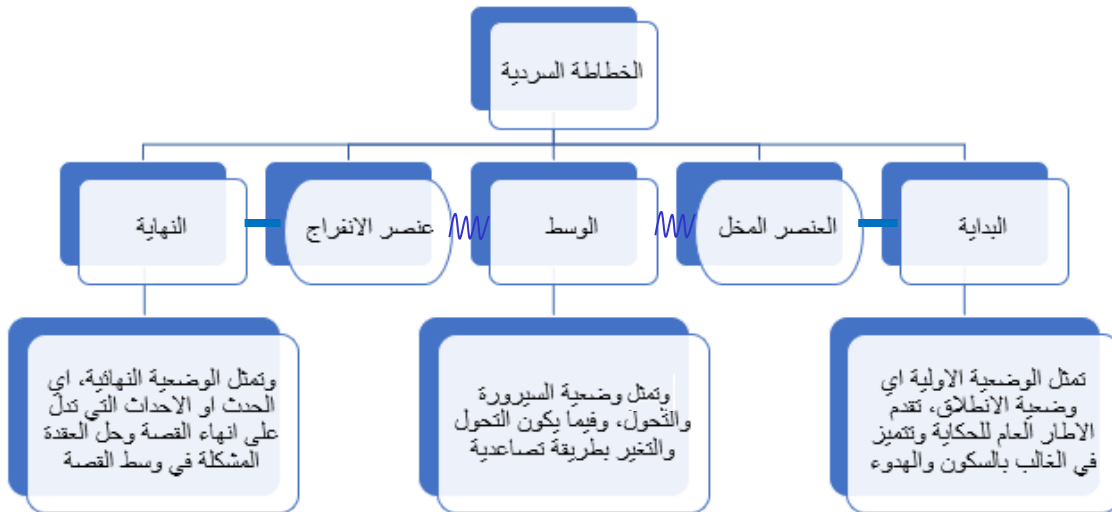 الخطاطة السردية
البداية
العنصر المخل
الوسط
عنصر الانفراج
النهاية
تمثل الوضعية الاولية اي
وضعية الانطلاق، تقدم
الاطار العام للحكاية وتتميز
في الغالب بالسكون والهدوء
وتمثل وضعية السيرورة
والتحول، وفيما يكون التحول
والتغير بطريقة تصاعدية
وتمثل الوضعية النهائية، اي
الحدث او الاحداث التي تدل
على انهاء القصة وحل العقدة
المشكلة في وسط القصة